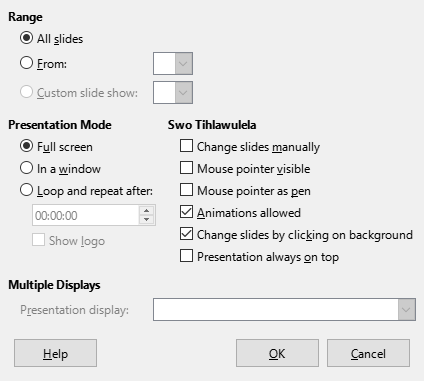 Range
All slides
From:
Custom slide show:
Presentation Mode
Full screen
In a window
Loop and repeat after:
00:00:00
Show logo
Swo Tihlawulela
Change slides manually
Mouse pointer visible
Mouse pointer as pen
Animations allowed
Change slides by clicking on background
Presentation always on top
Multiple Displays
Presentation display:
Help
OK
Cancel